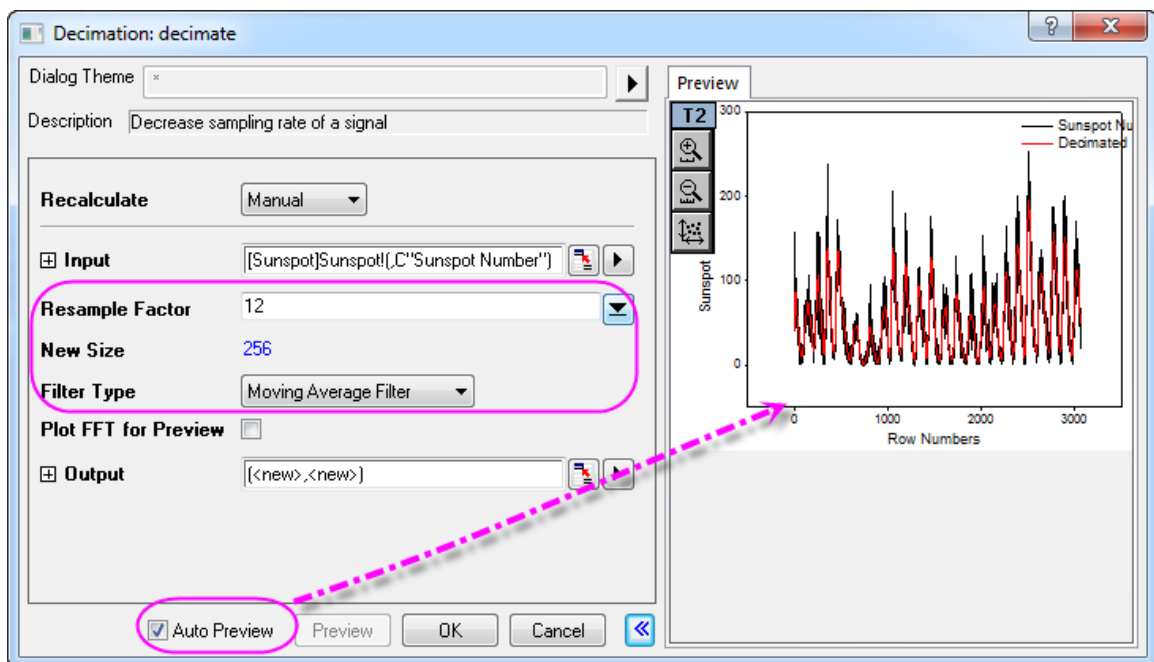 Decimation: decimate
Dialog Theme *
Description Decrease sampling rate of a signal
Recalculate Manual
Input [Sunspot]Sunspot!(,C"Sunspot Number")
Resample Factor 12
New Size 256
Filter Type Moving Average Filter
Plot FFT for Preview
Output (<new>,<new>)
Auto Preview Preview OK Cancel
Preview
T2
300
200
100
0
Sunspot
Sunspot Nu
Decimated
0 1000 2000 3000
Row Numbers